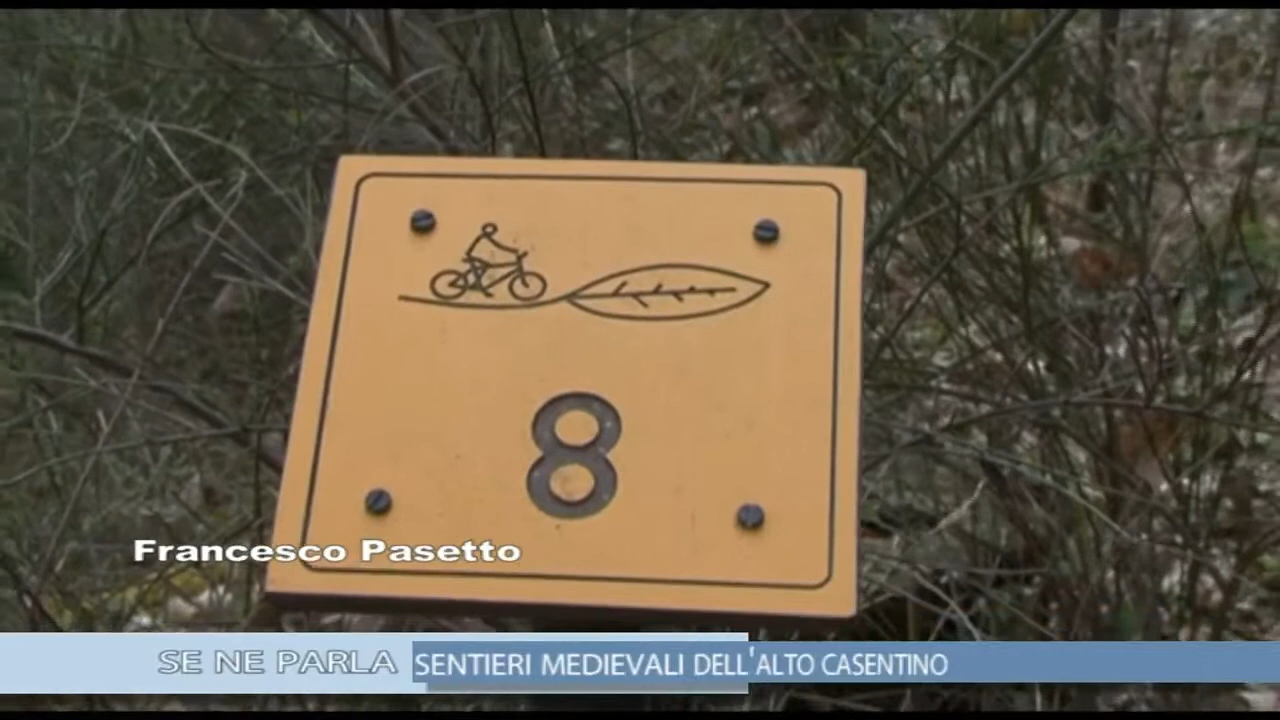 8
Francesco Pasetto
SE NE PARLA SENTIERI MEDIEVALI DELL'ALTO CASENTINO